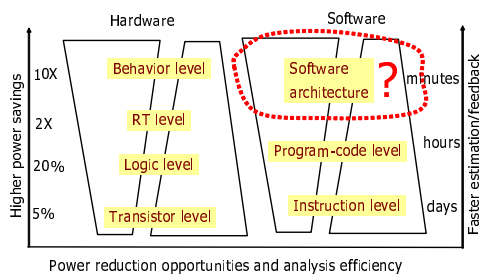 Hardware
Software
Higher power savings
10X
2X
20%
5%
Behavior level
RT level
Logic level
Transistor level
Software
architecture
?
Program-code level
Instruction level
minutes
hours
days
Faster estimation/feedback
Power reduction opportunities and analysis efficiency